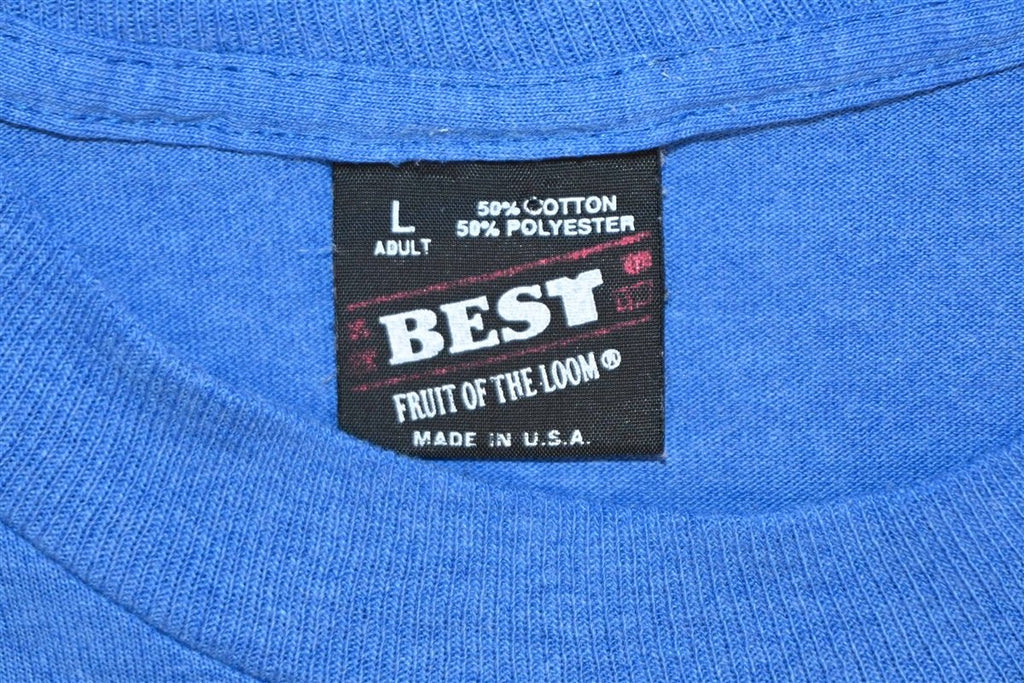 L
ADULT
50% COTTON
50% POLYESTER
BEST
FRUIT OF THE LOOM®
MADE IN U.S.A.